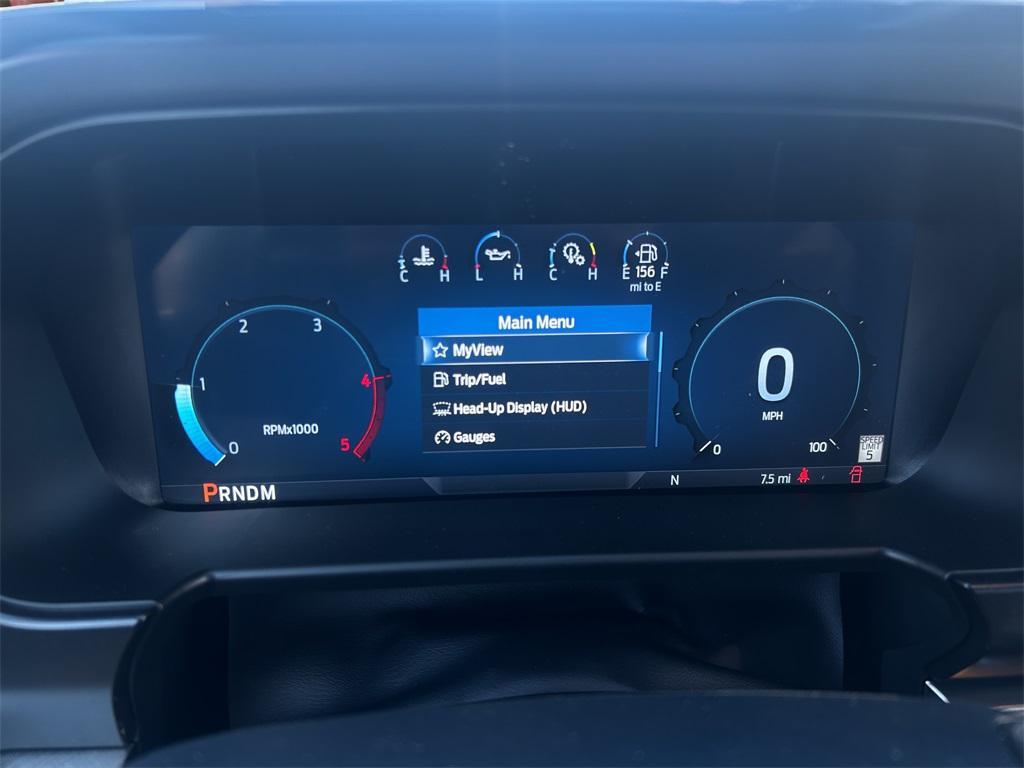 C H
L H
C H
E 156 F
mi to E
Main Menu
MyView
Trip/Fuel
Head-Up Display (HUD)
Gauges
2 3
1 4
0 5
RPMx1000
0
MPH
0 100
SPEED
LIMIT
5
PRNDM
N
7.5 mi